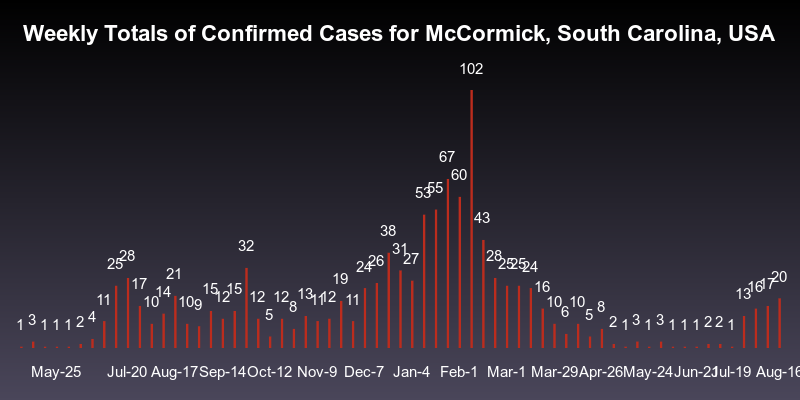 Weekly Totals of Confirmed Cases for McCormick, South Carolina, USA
102
67
60
53 55
43
38
32 31
28 24 26 27 28 25 25 24
25 21 19 20
17 14 15 15 16 13 16 17
11 10 10 9 12 12 12 13 11 12 11 10 10
1 3 1 1 1 2 4 5 8 6 5 8 2 1 3 1 3 1 1 1 2 2 1
May-25 Jul-20 Aug-17 Sep-14 Oct-12 Nov-9 Dec-7 Jan-4 Feb-1 Mar-1 Mar-29 Apr-26 May-24 Jun-21 Jul-19 Aug-16